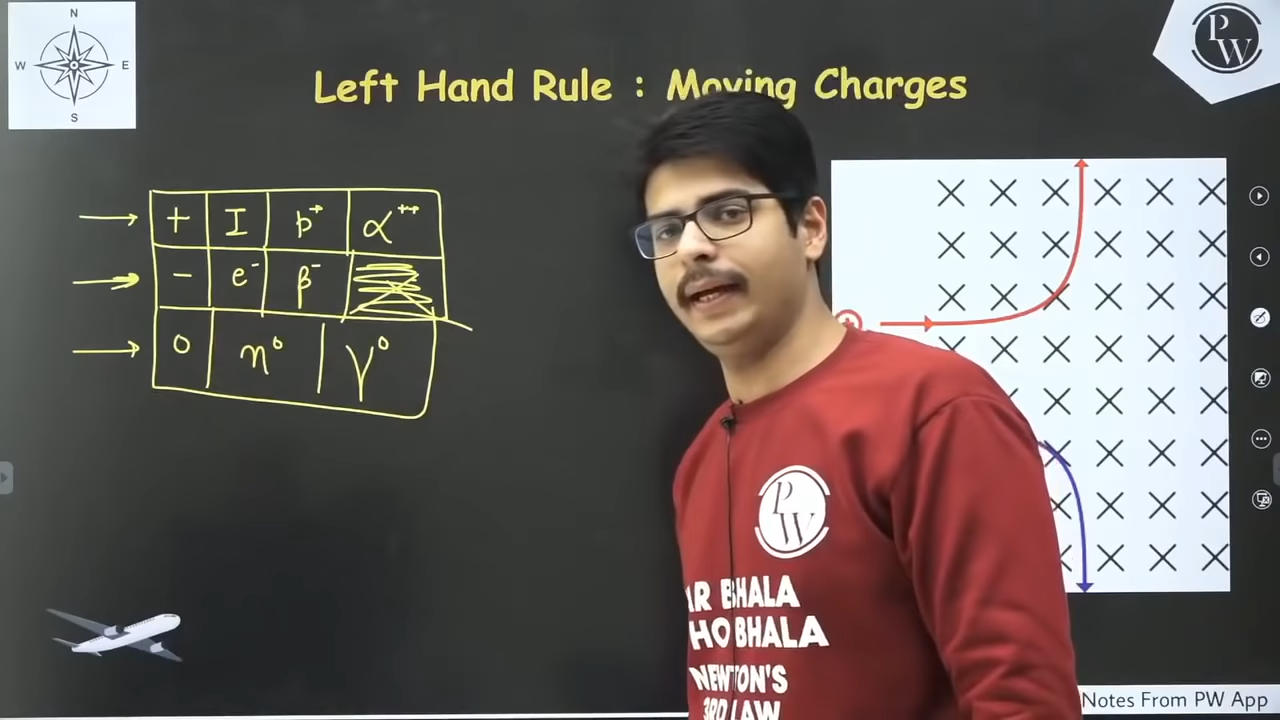 N
W E
S
Left Hand Rule : Moving Charges
PW
+ I p⁺ α⁺⁺
− e⁻ β⁻
0 n⁰ γ⁰
PW
BHALA
HO BHALA
NEWTON'S
3RD LAW
Notes From PW App